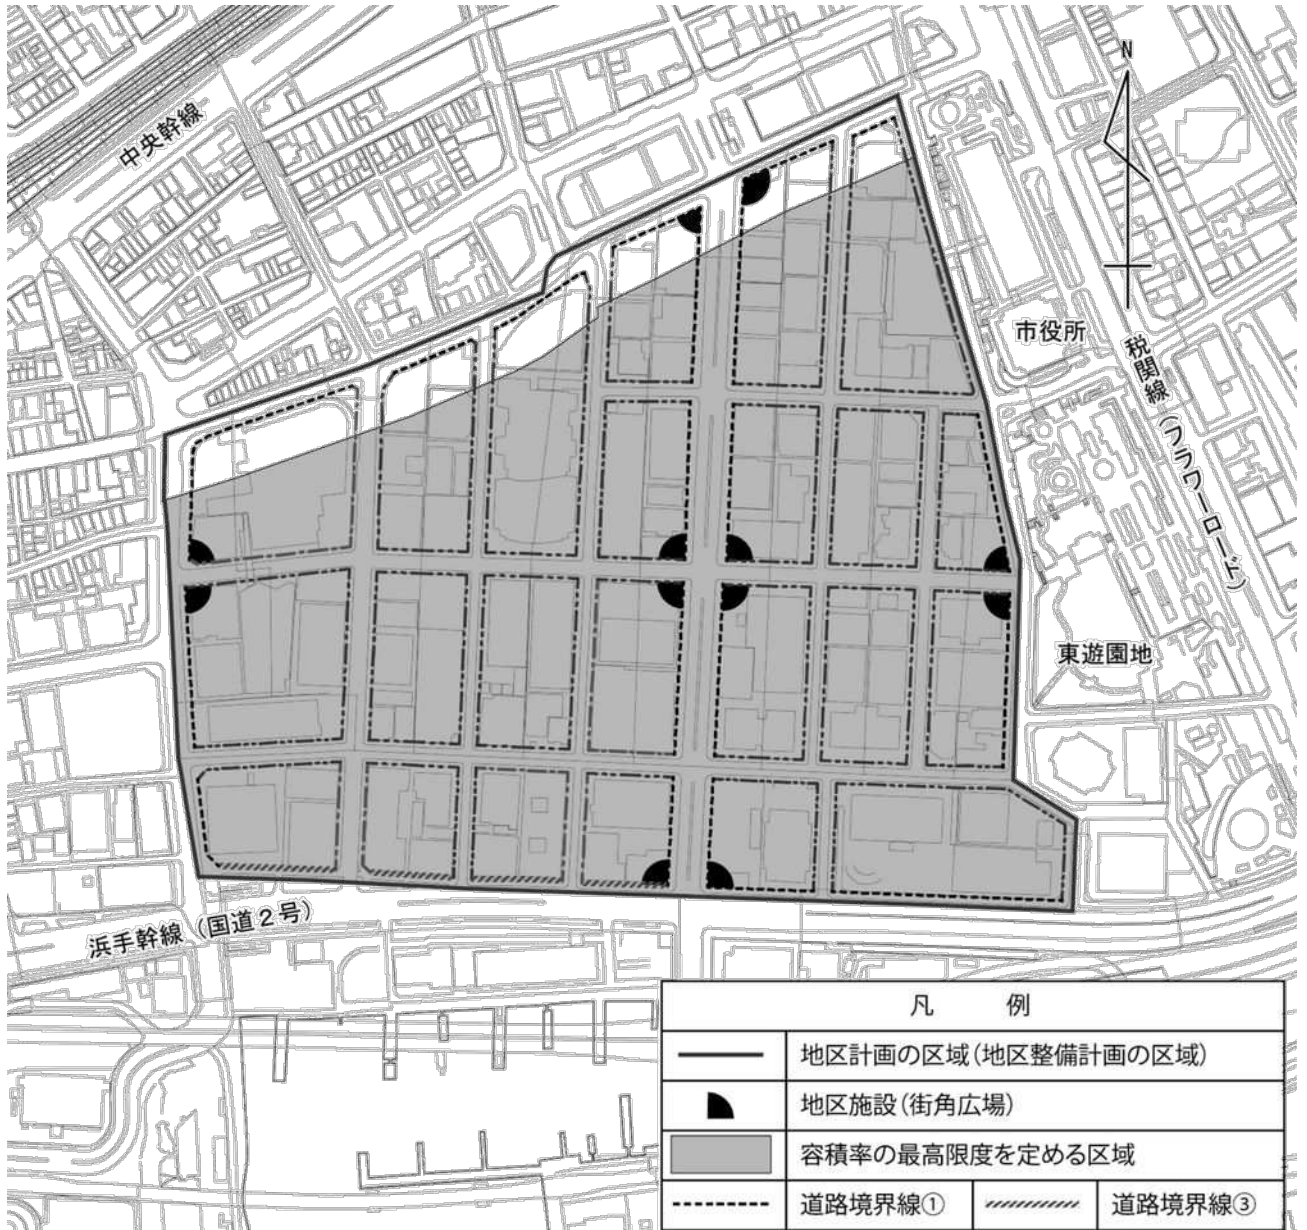 N
中央幹線
市役所
税関線(フラワーロード)
東遊園地
浜手幹線(国道2号)
凡 例
地区計画の区域(地区整備計画の区域)
地区施設(街角広場)
容積率の最高限度を定める区域
道路境界線① 道路境界線③